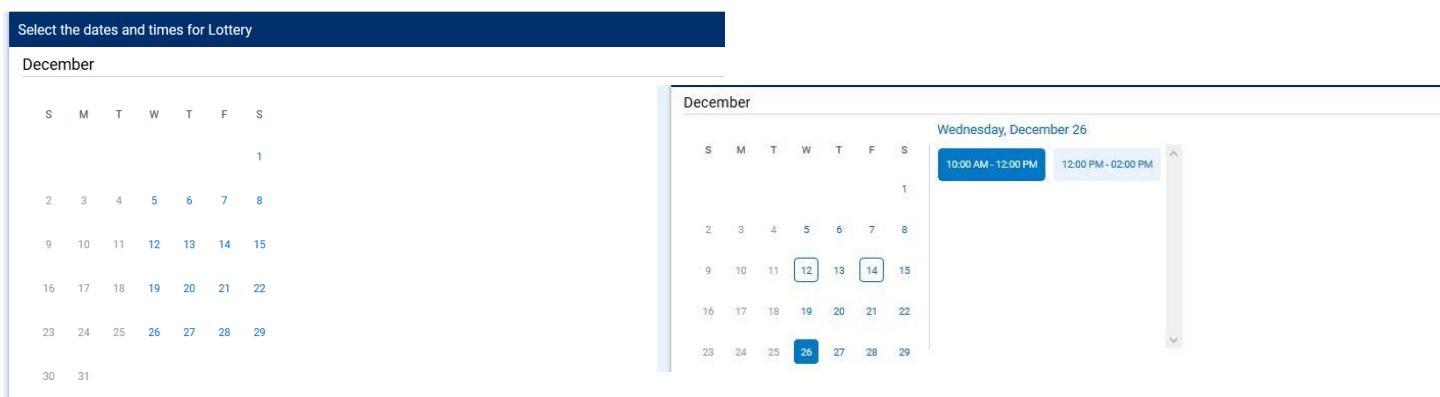 Select the dates and times for Lottery
December
S M T W T F S
1
2 3 4 5 6 7 8
9 10 11 12 13 14 15
16 17 18 19 20 21 22
23 24 25 26 27 28 29
30 31
December
Wednesday, December 26
S M T W T F S
10:00 AM - 12:00 PM 12:00 PM - 02:00 PM
1
2 3 4 5 6 7 8
9 10 11 12 13 14 15
16 17 18 19 20 21 22
23 24 25 26 27 28 29